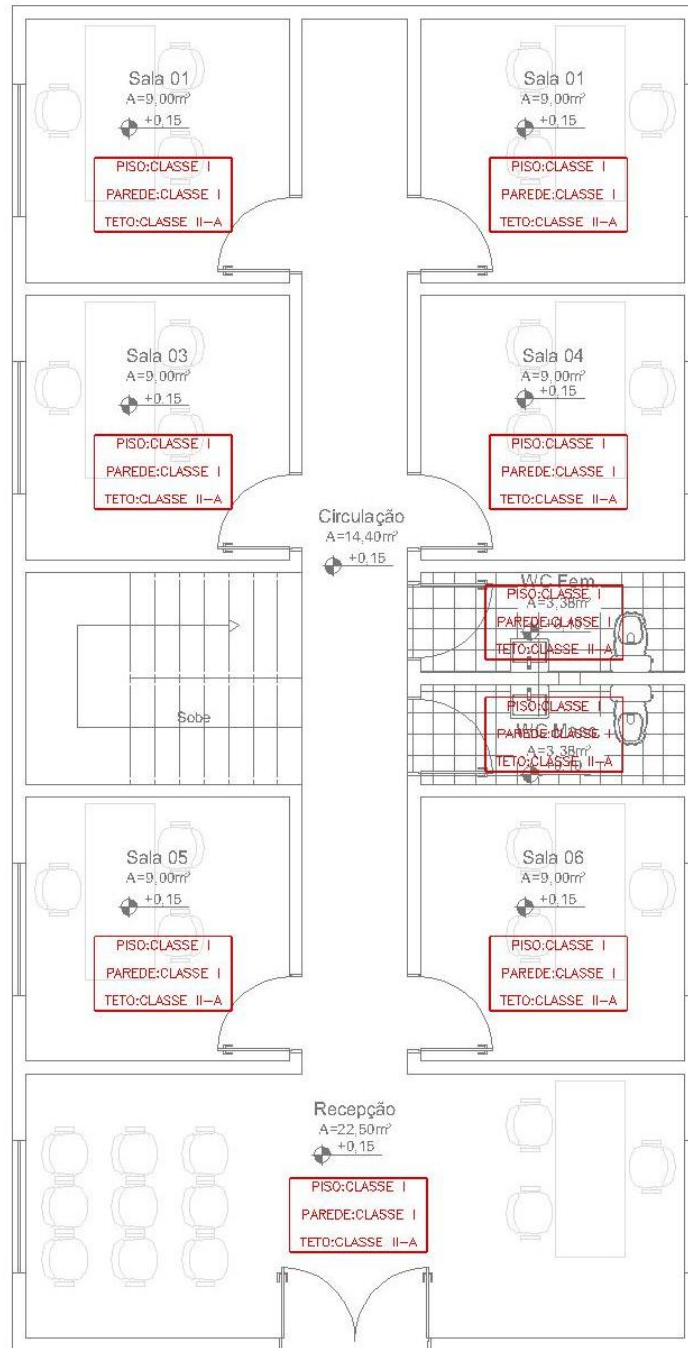 Sala 01
A=9,00m²
+0,15
PISO:CLASSE I
PAREDE:CLASSE I
TETO:CLASSE II-A
Sala 01
A=9,00m²
+0,15
PISO:CLASSE I
PAREDE:CLASSE I
TETO:CLASSE II-A
Sala 03
A=9,00m²
+0,15
PISO:CLASSE I
PAREDE:CLASSE I
TETO:CLASSE II-A
Sala 04
A=9,00m²
+0,15
PISO:CLASSE I
PAREDE:CLASSE I
TETO:CLASSE II-A
Circulação
A=14,40m²
+0,15
WC Fem.
PISO:CLASSE I
A=3,38m²
PAREDE:CLASSE I
TETO:CLASSE II-A
Sobe
PISO:CLASSE I
WC Masc.
PAREDE:CLASSE I
A=3,38m²
TETO:CLASSE II-A
Sala 05
A=9,00m²
+0,15
PISO:CLASSE I
PAREDE:CLASSE I
TETO:CLASSE II-A
Sala 06
A=9,00m²
+0,15
PISO:CLASSE I
PAREDE:CLASSE I
TETO:CLASSE II-A
Recepção
A=22,50m²
+0,15
PISO:CLASSE I
PAREDE:CLASSE I
TETO:CLASSE II-A